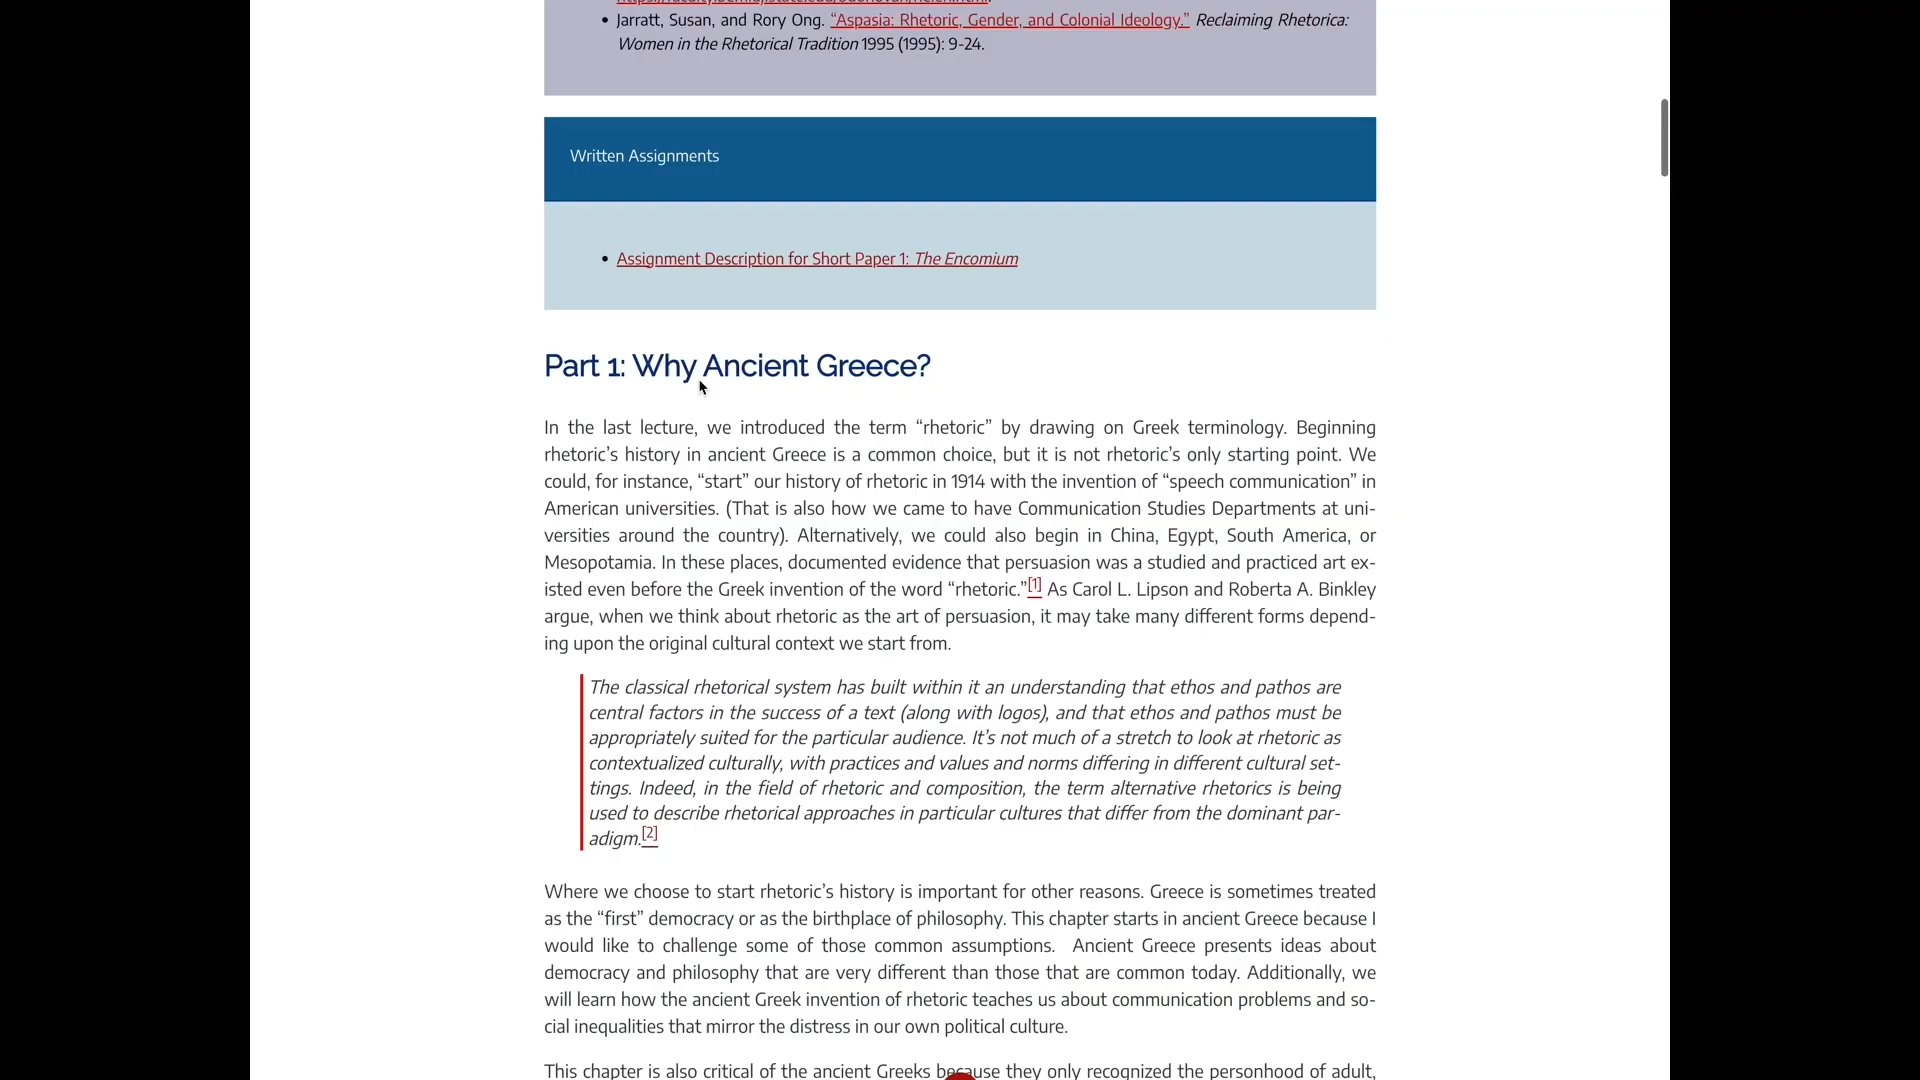 https://faculty.bemidjistate.edu/bdonovan/helen.html.
• Jarratt, Susan, and Rory Ong. “Aspasia: Rhetoric, Gender, and Colonial Ideology.” Reclaiming Rhetorica:
Women in the Rhetorical Tradition 1995 (1995): 9-24.
Written Assignments
• Assignment Description for Short Paper 1: The Encomium
Part 1: Why Ancient Greece?
In the last lecture, we introduced the term “rhetoric” by drawing on Greek terminology. Beginning
rhetoric’s history in ancient Greece is a common choice, but it is not rhetoric’s only starting point. We
could, for instance, “start” our history of rhetoric in 1914 with the invention of “speech communication” in
American universities. (That is also how we came to have Communication Studies Departments at uni-
versities around the country). Alternatively, we could also begin in China, Egypt, South America, or
Mesopotamia. In these places, documented evidence that persuasion was a studied and practiced art ex-
isted even before the Greek invention of the word “rhetoric.”[1] As Carol L. Lipson and Roberta A. Binkley
argue, when we think about rhetoric as the art of persuasion, it may take many different forms depend-
ing upon the original cultural context we start from.
The classical rhetorical system has built within it an understanding that ethos and pathos are
central factors in the success of a text (along with logos), and that ethos and pathos must be
appropriately suited for the particular audience. It’s not much of a stretch to look at rhetoric as
contextualized culturally, with practices and values and norms differing in different cultural set-
tings. Indeed, in the field of rhetoric and composition, the term alternative rhetorics is being
used to describe rhetorical approaches in particular cultures that differ from the dominant par-
adigm.[2]
Where we choose to start rhetoric’s history is important for other reasons. Greece is sometimes treated
as the “first” democracy or as the birthplace of philosophy. This chapter starts in ancient Greece because I
would like to challenge some of those common assumptions.  Ancient Greece presents ideas about
democracy and philosophy that are very different than those that are common today. Additionally, we
will learn how the ancient Greek invention of rhetoric teaches us about communication problems and so-
cial inequalities that mirror the distress in our own political culture.
This chapter is also critical of the ancient Greeks because they only recognized the personhood of adult,